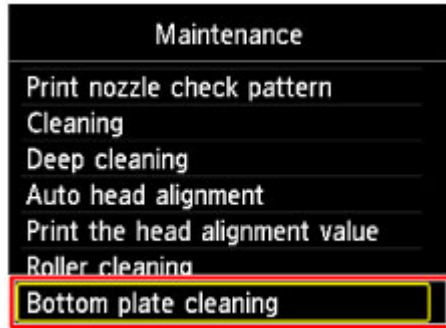 Maintenance
Print nozzle check pattern
Cleaning
Deep cleaning
Auto head alignment
Print the head alignment value
Roller cleaning
Bottom plate cleaning